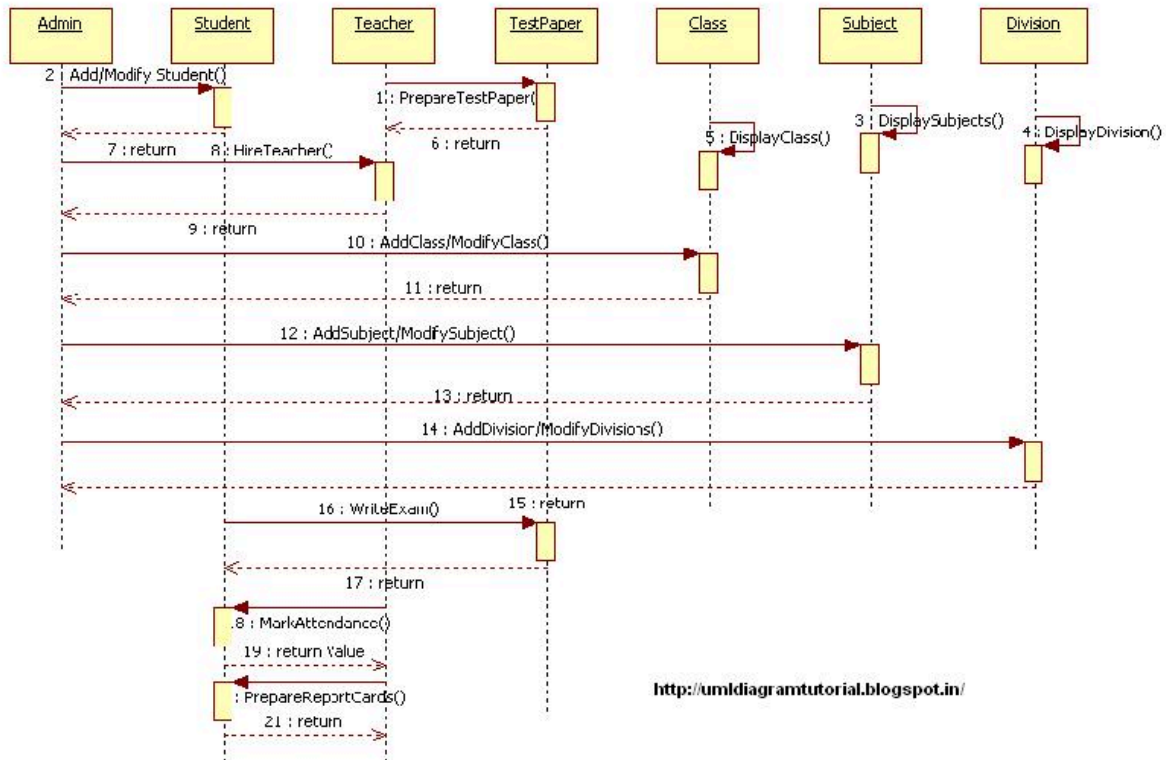 Admin
Student
Teacher
TestPaper
Class
Subject
Division
2 : Add/Modify Student()
1 : PrepareTestPaper(
3 : DisplaySubjects()
4 : DisplayDivision()
5 : DisplayClass()
6 : return
7 : return
8 : HireTeacher()
9 : return
10 : AddClass/ModifyClass()
11 : return
12 : AddSubject/ModifySubject()
13 : return
14 : AddDivision/ModifyDivisions()
15 : return
16 : WriteExam()
17 : return
8 : MarkAttendance()
19 : return Value
: PrepareReportCards()
21 : return
http://umldiagramtutorial.blogspot.in/